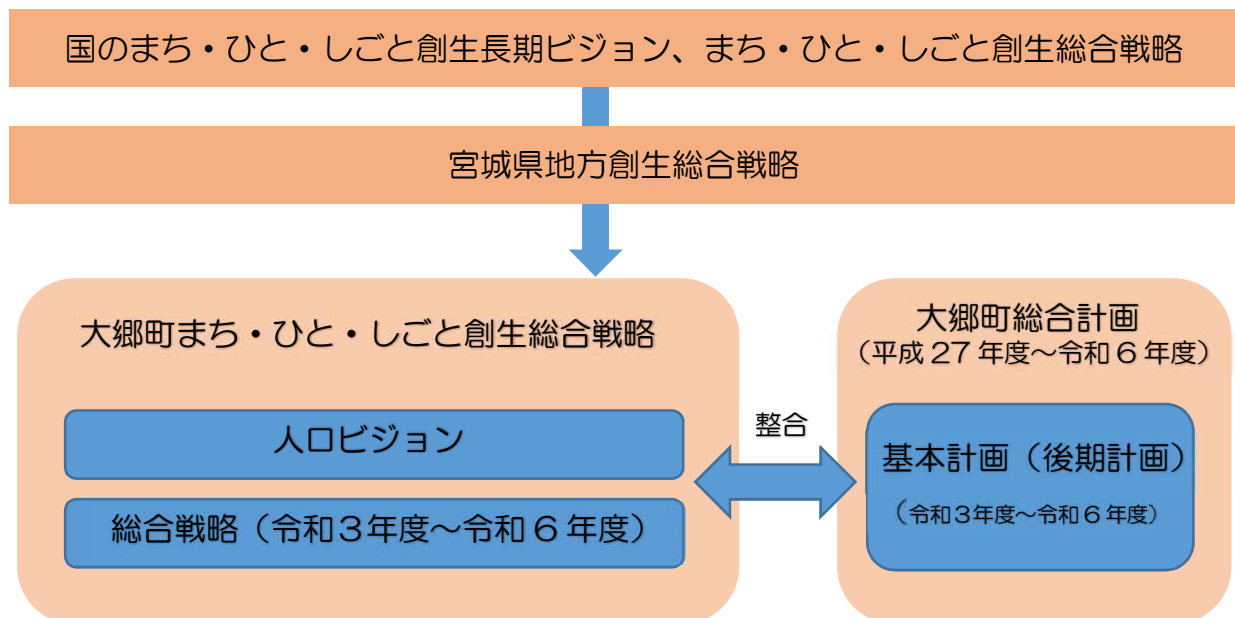 国のまち・ひと・しごと創生長期ビジョン、まち・ひと・しごと創生総合戦略
宮城県地方創生総合戦略
大郷町まち・ひと・しごと創生総合戦略
人口ビジョン
総合戦略（令和３年度～令和６年度）
整合
大郷町総合計画
（平成 27 年度～令和 6 年度）
基本計画（後期計画）
（令和３年度～令和６年度）